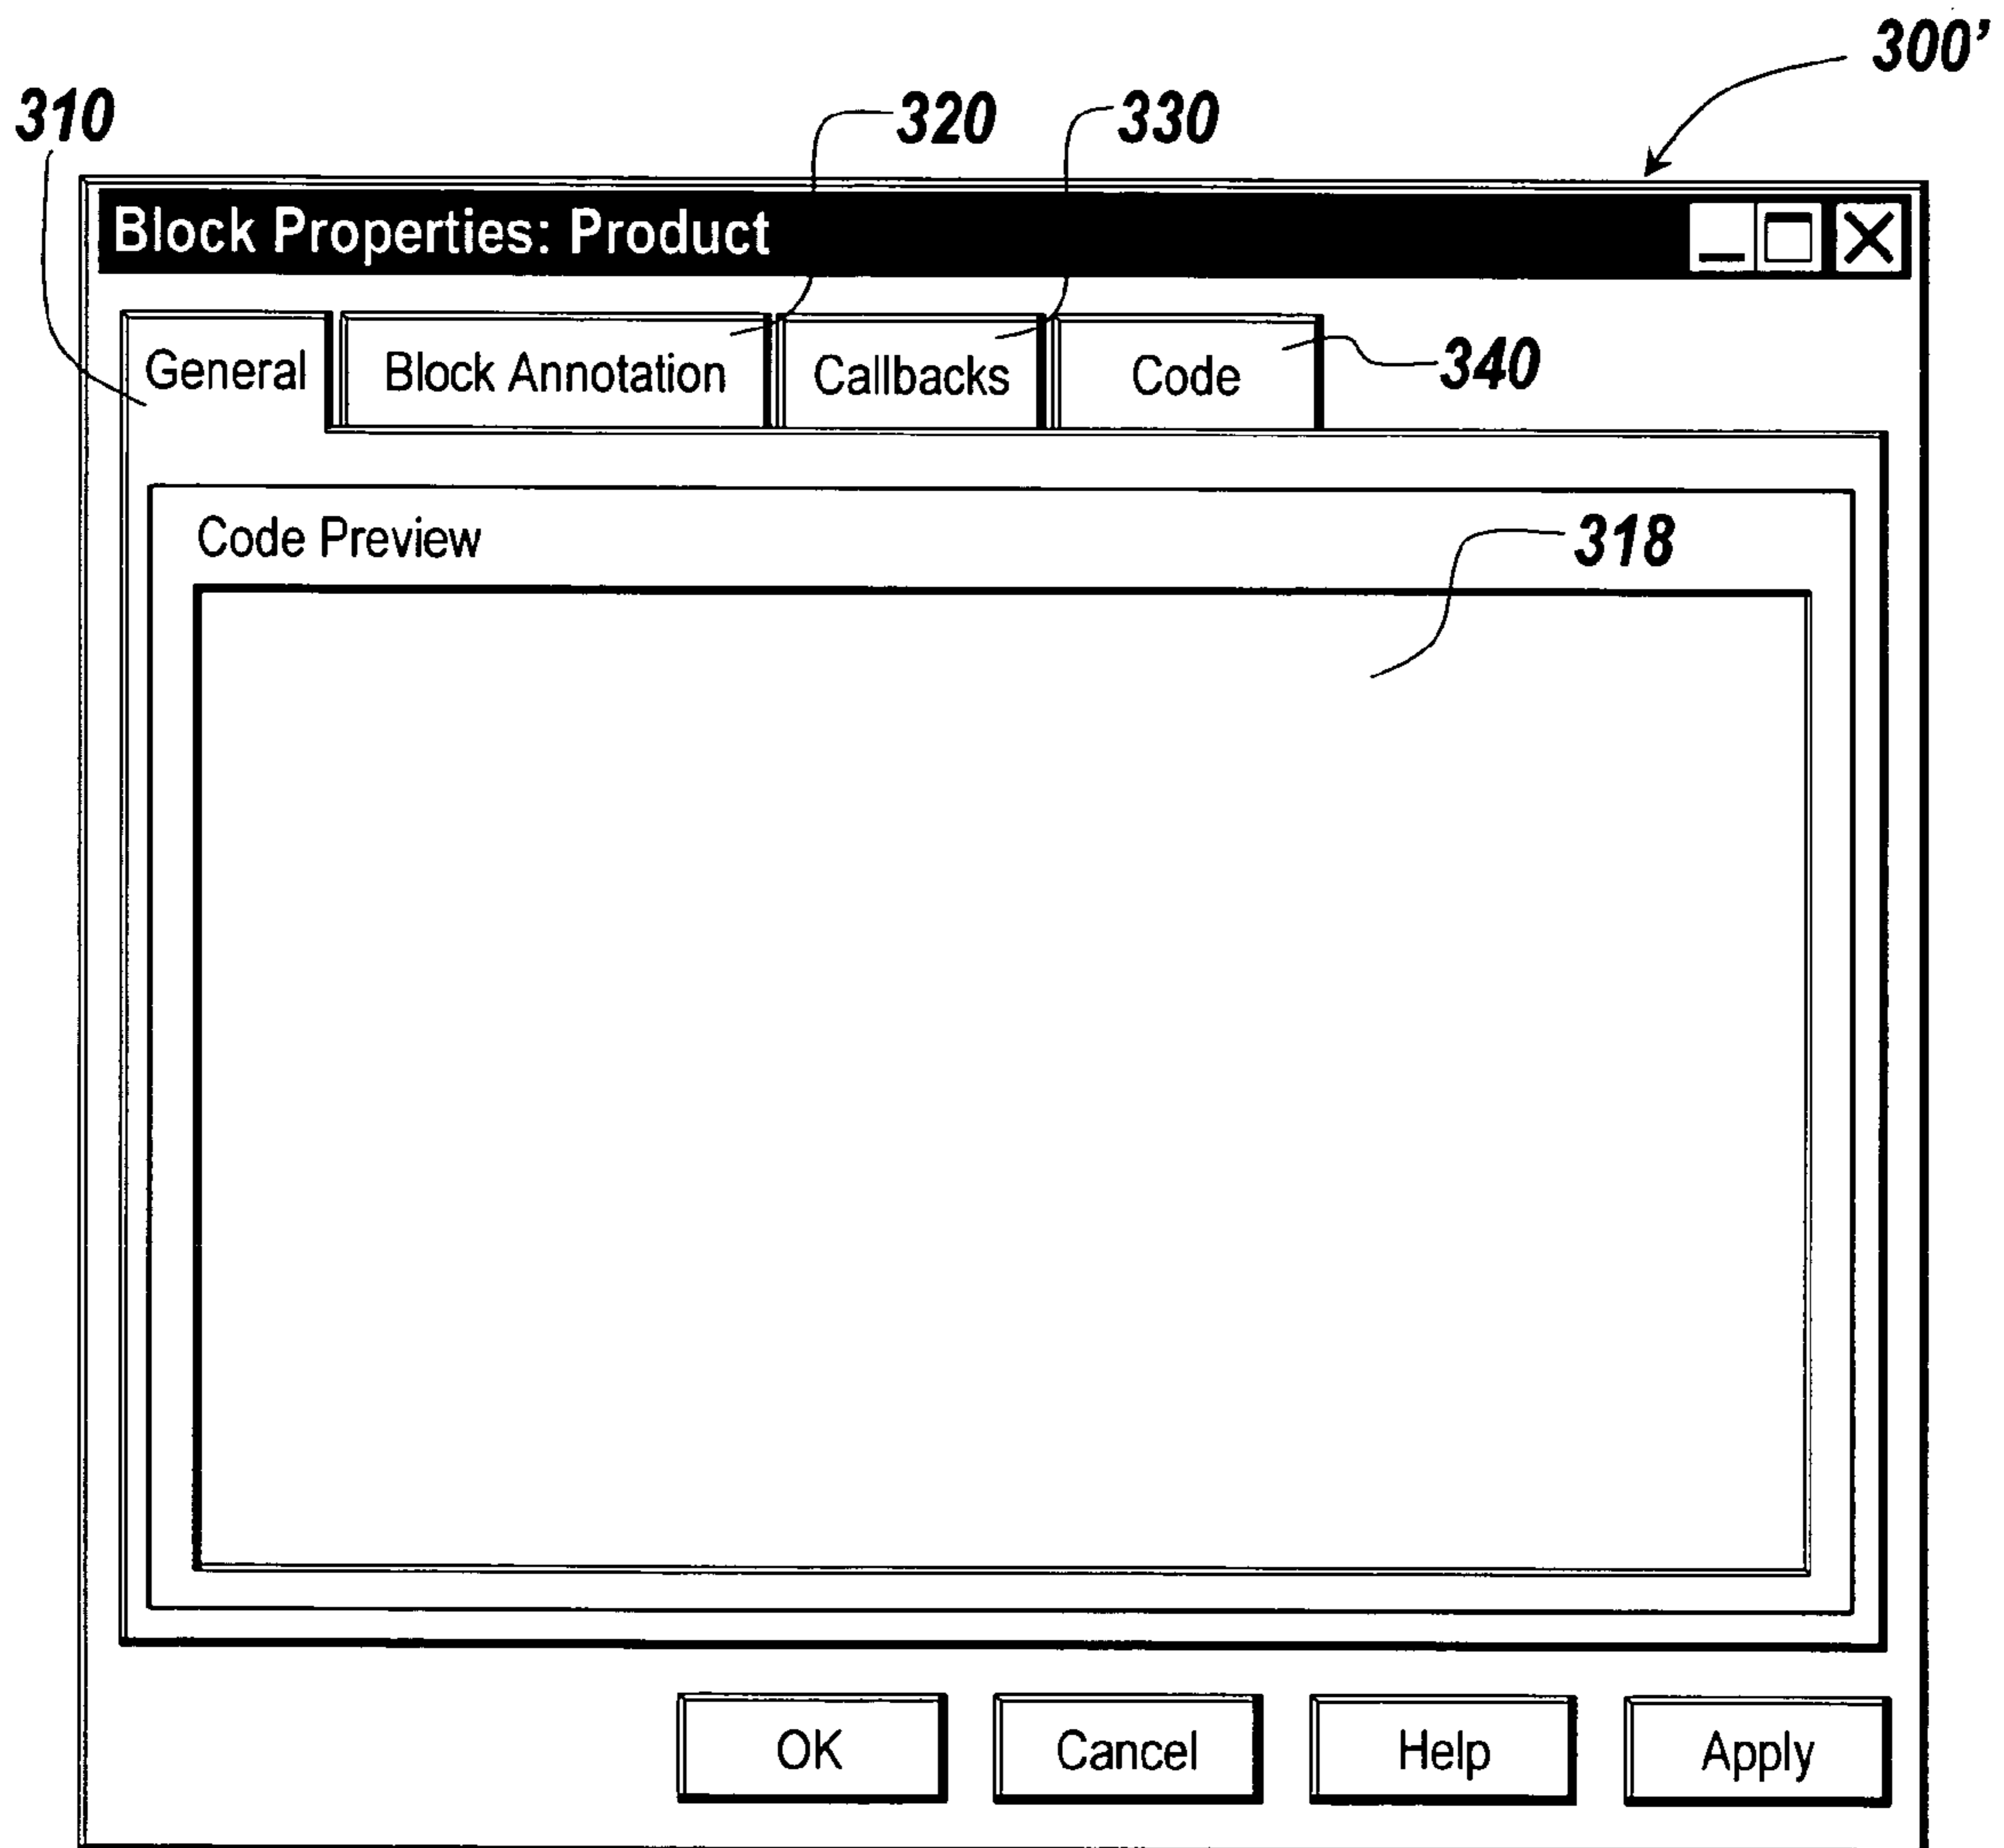 300’
310
320
330
Block Properties: Product
General
Block Annotation
Callbacks
Code
340
Code Preview
318
OK
Cancel
Help
Apply